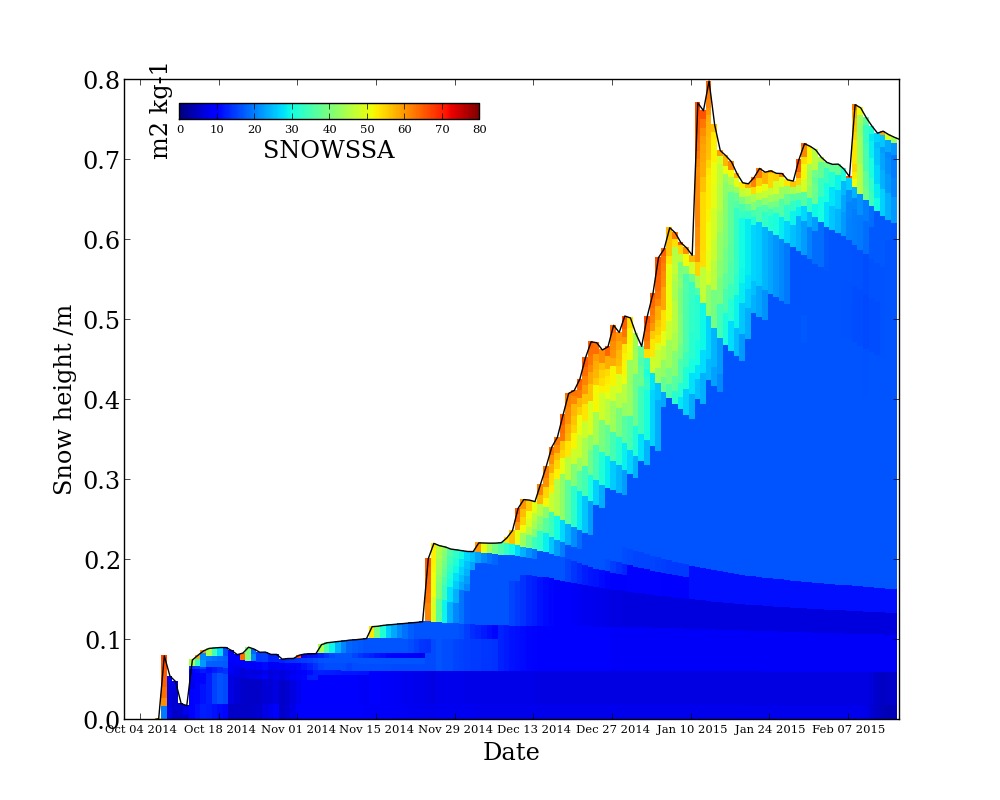 0.8
0.7
0.6
0.5
0.4
0.3
0.2
0.1
0.0
Snow height /m
m2 kg-1
0 10 20 30 40 50 60 70 80
SNOWSSA
Oct 04 2014 Oct 18 2014 Nov 01 2014 Nov 15 2014 Nov 29 2014 Dec 13 2014 Dec 27 2014 Jan 10 2015 Jan 24 2015 Feb 07 2015
Date